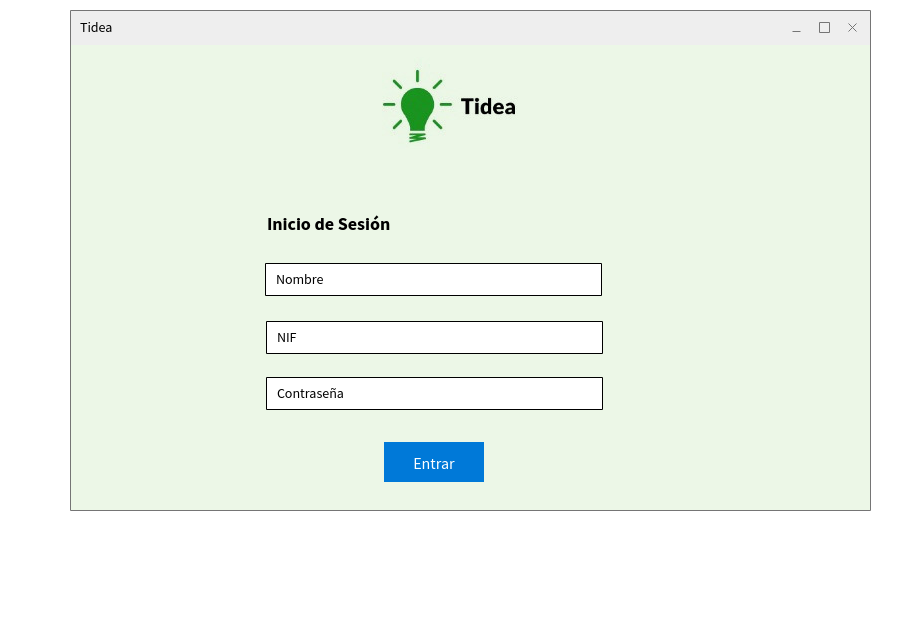 Tidea
Tidea
Inicio de Sesión
Nombre
NIF
Contraseña
Entrar